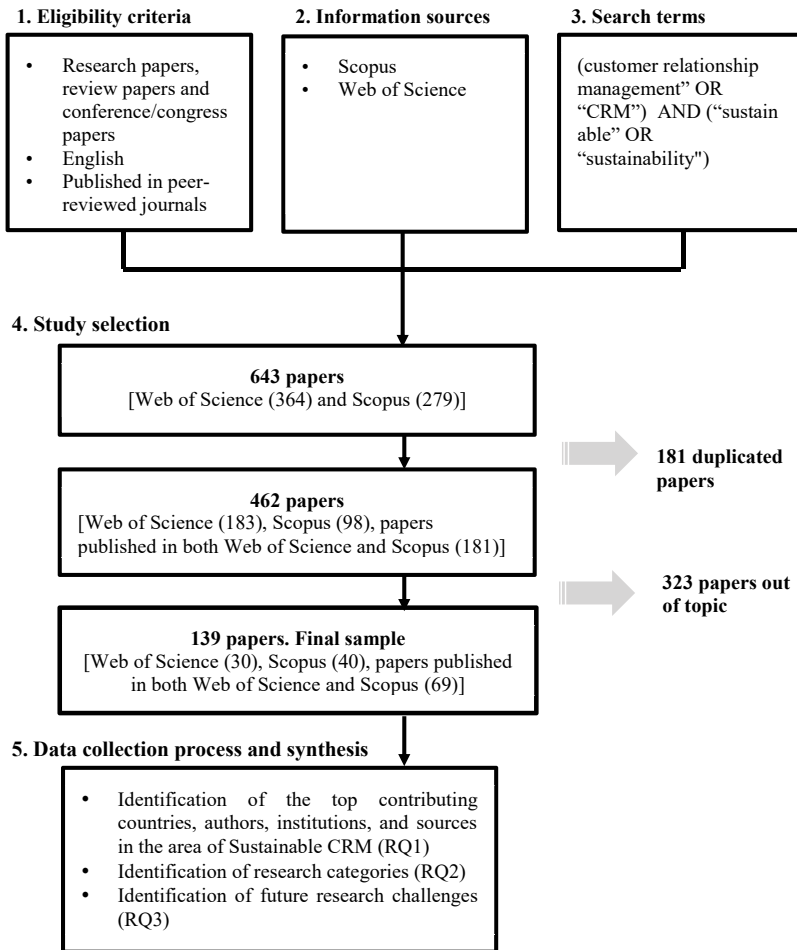 1. Eligibility criteria
• Research papers,
review papers and
conference/congress
papers
• English
• Published in peer-
reviewed journals
2. Information sources
• Scopus
• Web of Science
3. Search terms
(customer relationship
management” OR
“CRM”) AND (“sustain
able” OR
“sustainability")
4. Study selection
643 papers
[Web of Science (364) and Scopus (279)]
181 duplicated
papers
462 papers
[Web of Science (183), Scopus (98), papers
published in both Web of Science and Scopus (181)]
323 papers out
of topic
139 papers. Final sample
[Web of Science (30), Scopus (40), papers published
in both Web of Science and Scopus (69)]
5. Data collection process and synthesis
• Identification of the top contributing
countries, authors, institutions, and sources
in the area of Sustainable CRM (RQ1)
• Identification of research categories (RQ2)
• Identification of future research challenges
(RQ3)